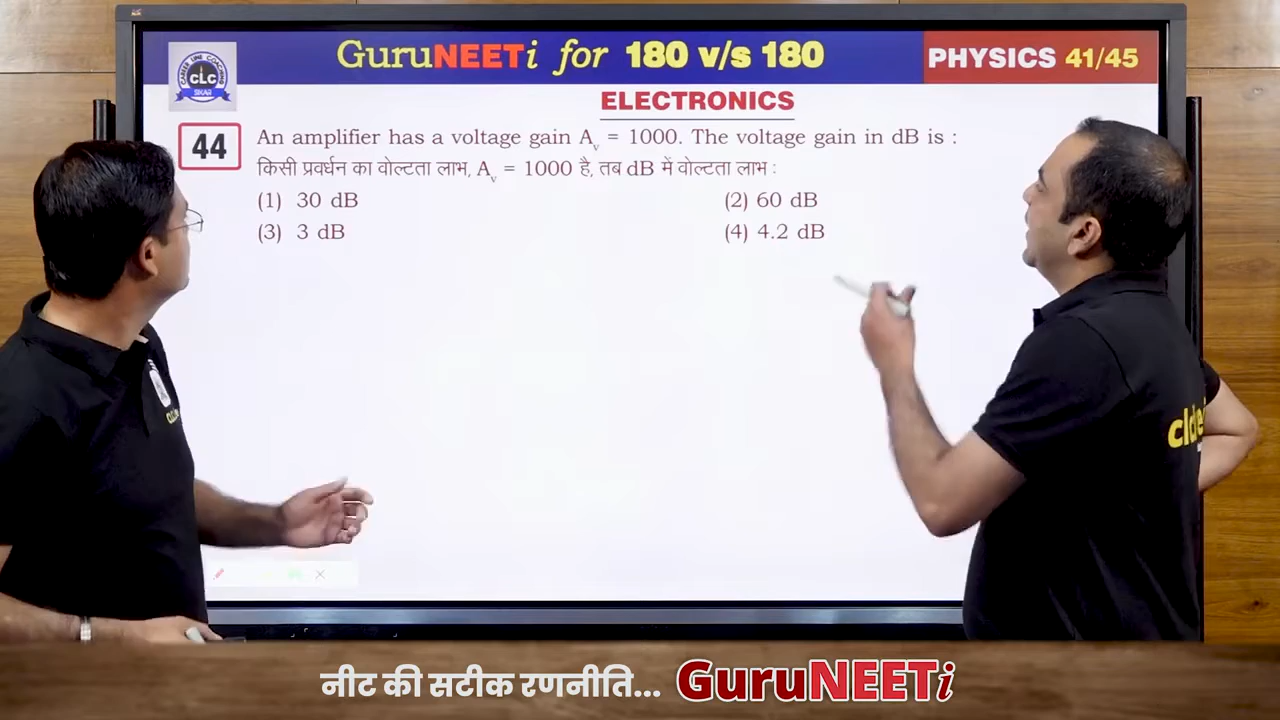 GuruNEETi for 180 v/s 180
PHYSICS 41/45
CLC
SIKAR
ELECTRONICS
44
An amplifier has a voltage gain Av = 1000. The voltage gain in dB is :
किसी प्रवर्धन का वोल्टता लाभ, Av = 1000 है, तब dB में वोल्टता लाभ :
(1) 30 dB
(2) 60 dB
(3) 3 dB
(4) 4.2 dB
नीट की सटीक रणनीति... GuruNEETi